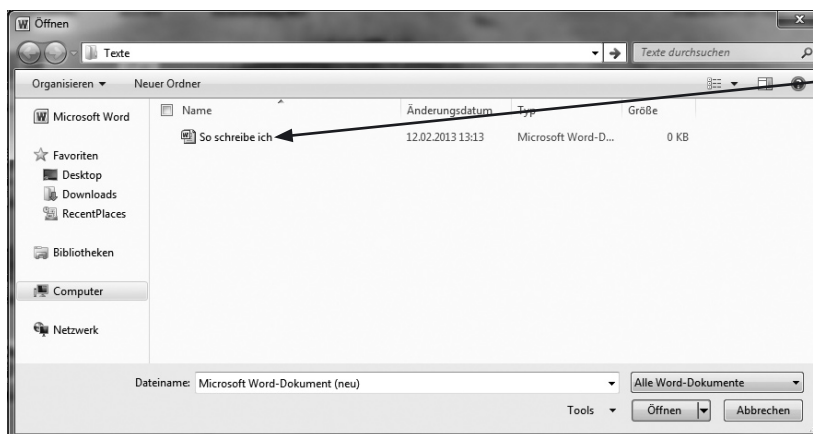 Öffnen
Texte
Texte durchsuchen
Organisieren Neuer Ordner
Microsoft Word
Favoriten
Desktop
Downloads
RecentPlaces
Bibliotheken
Computer
Netzwerk
Name Änderungsdatum Typ Größe
So schreibe ich 12.02.2013 13:13 Microsoft Word-D... 0 KB
Dateiname: Microsoft Word-Dokument (neu) Alle Word-Dokumente
Tools Öffnen Abbrechen